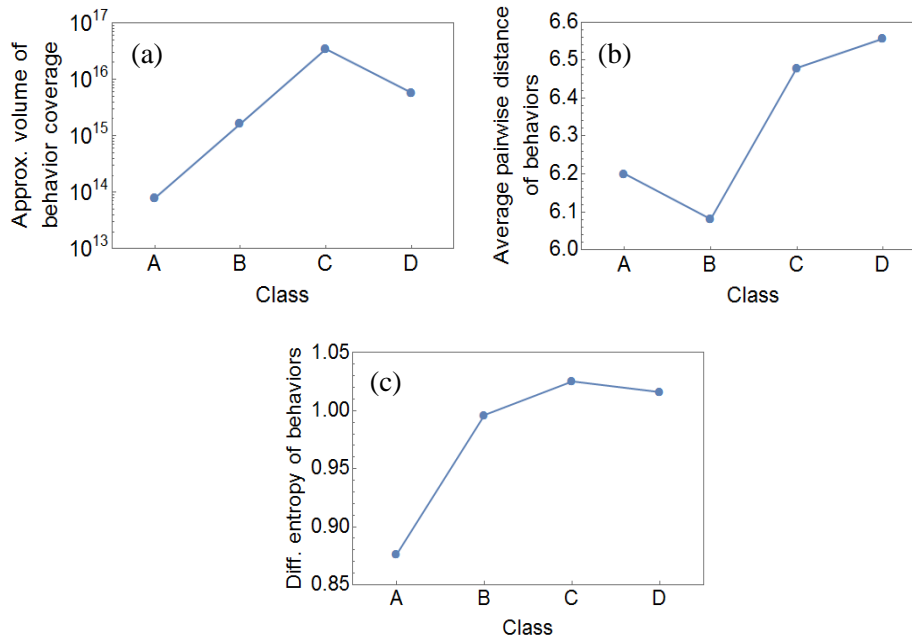 (a)
Approx. volume of
behavior coverage
10^17
10^16
10^15
10^14
10^13
A B C D
Class
(b)
Average pairwise distance
of behaviors
6.6
6.5
6.4
6.3
6.2
6.1
6.0
A B C D
Class
(c)
Diff. entropy of behaviors
1.05
1.00
0.95
0.90
0.85
A B C D
Class